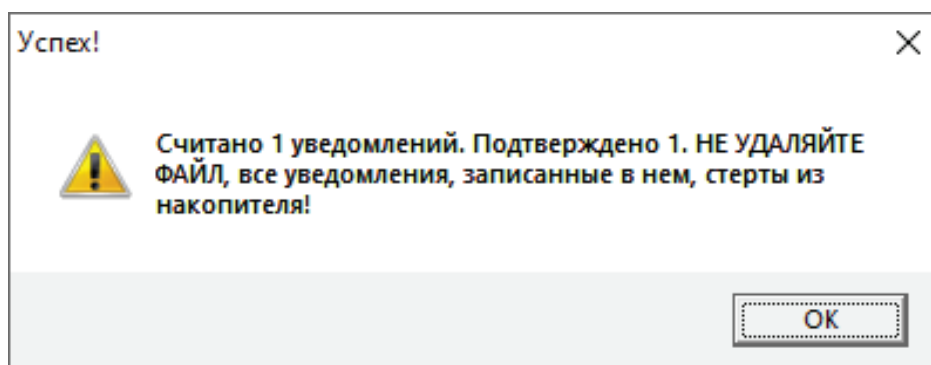 Успех!
Считано 1 уведомлений. Подтверждено 1. НЕ УДАЛЯЙТЕ
ФАЙЛ, все уведомления, записанные в нем, стерты из
накопителя!
OK